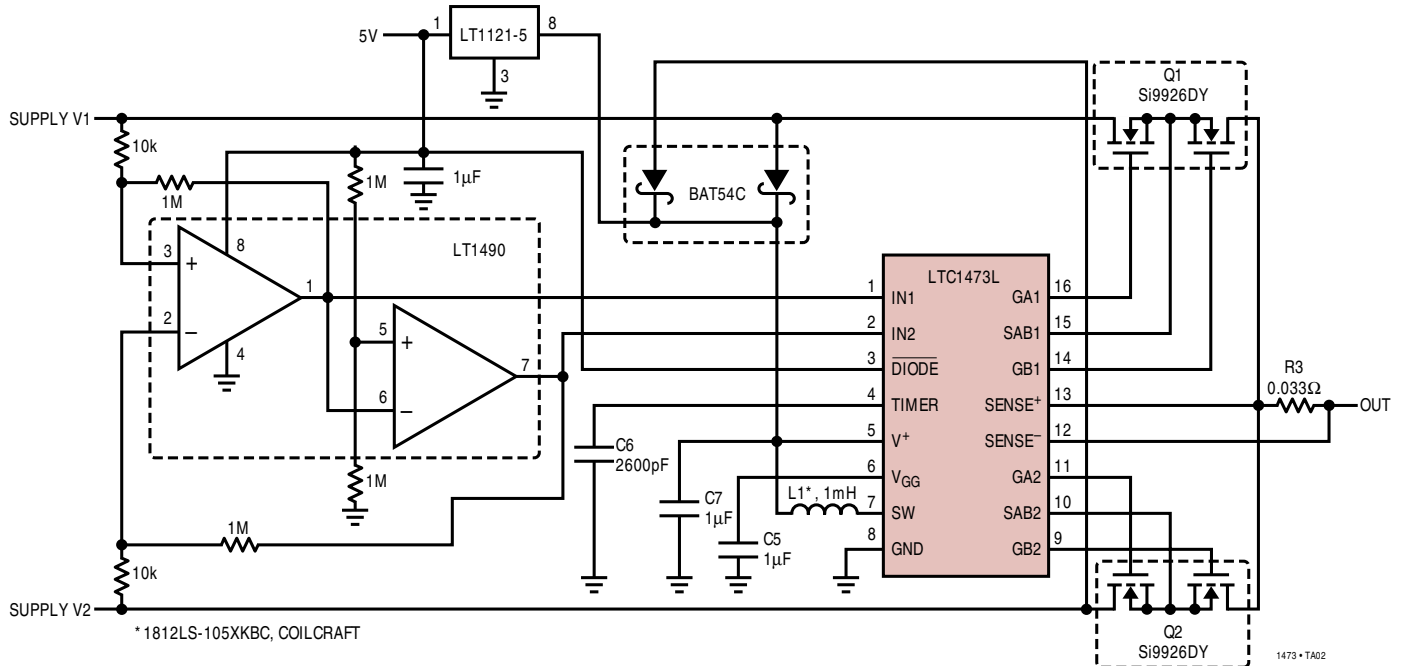 5V
1
LT1121-5
8
3
SUPPLY V1
10k
1M
1M
1µF
BAT54C
Q1
Si9926DY
LT1490
3
+
8
1
2
–
4
5
+
7
6
–
1M
1M
10k
SUPPLY V2
LTC1473L
1
IN1
2
IN2
3
DIODE
4
TIMER
5
V+
6
VGG
7
SW
8
GND
GA1
16
SAB1
15
GB1
14
SENSE+
13
SENSE–
12
GA2
11
SAB2
10
GB2
9
C6
2600pF
C7
1µF
C5
1µF
L1*, 1mH
R3
0.033Ω
OUT
Q2
Si9926DY
* 1812LS-105XKBC, COILCRAFT
1473 • TA02